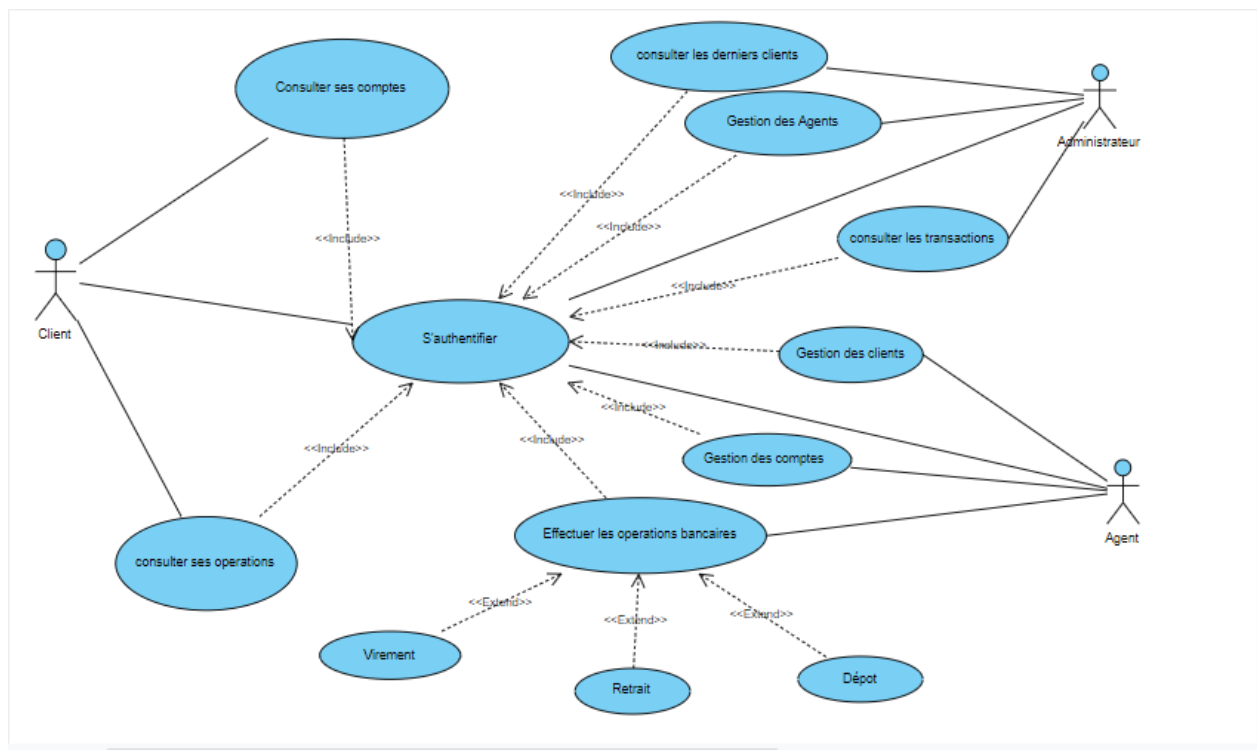 consulter les derniers clients
Consulter ses comptes
Gestion des Agents
Administrateur
<<Include>>
<<Include>>
<<Include>>
consulter les transactions
<<Include>>
Client
S'authentifier
<<Include>>
Gestion des clients
<<Include>>
<<Include>>
<<Include>>
Gestion des comptes
Effectuer les operations bancaires
Agent
consulter ses operations
<<Extend>>
<<Extend>>
<<Extend>>
Virement
Retrait
Dépot